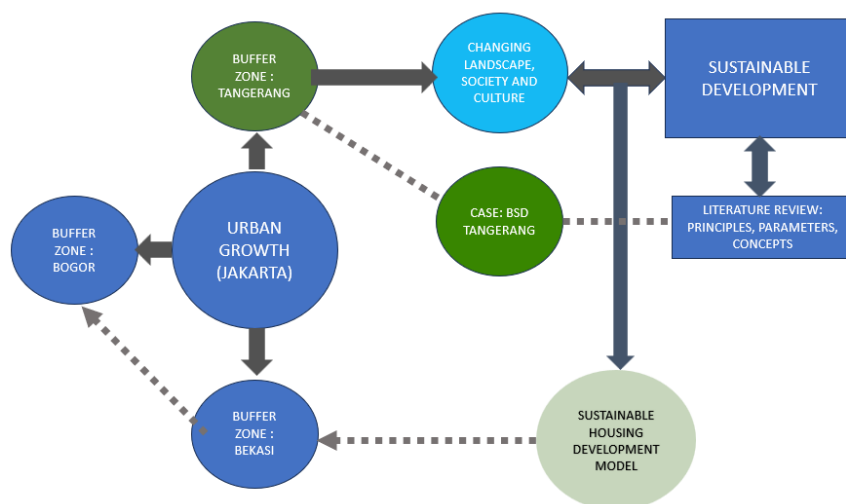 BUFFER
ZONE :
TANGERANG
CHANGING
LANDSCAPE,
SOCIETY AND
CULTURE
SUSTAINABLE
DEVELOPMENT
BUFFER
ZONE :
BOGOR
URBAN
GROWTH
(JAKARTA)
CASE: BSD
TANGERANG
LITERATURE REVIEW:
PRINCIPLES, PARAMETERS,
CONCEPTS
BUFFER
ZONE :
BEKASI
SUSTAINABLE
HOUSING
DEVELOPMENT
MODEL